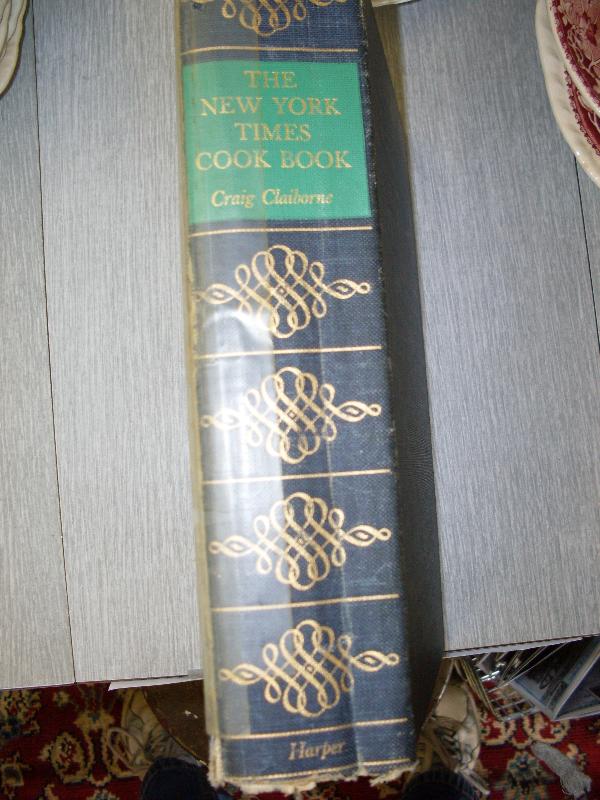 THE
NEW YORK
TIMES
COOK BOOK
Craig Claiborne
Harper